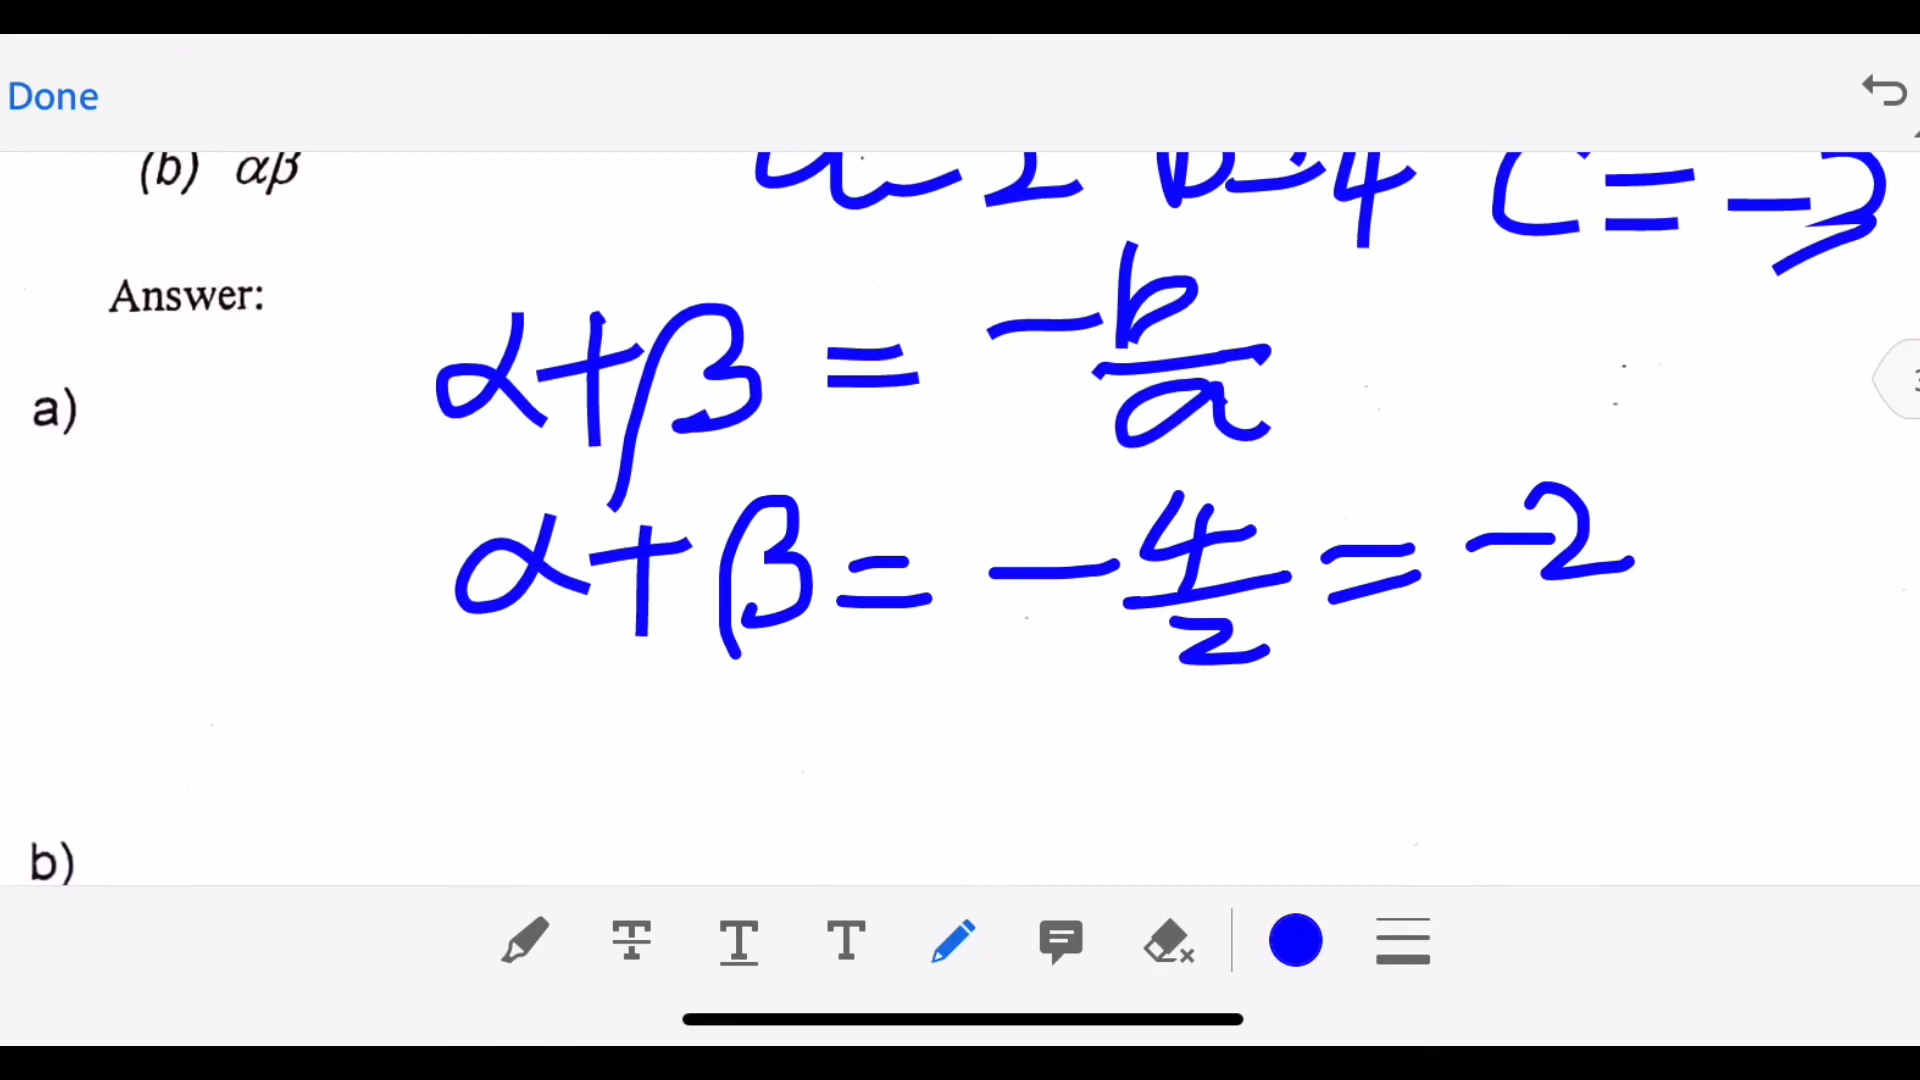 Done
(b) αβ
a=2 b=4 c=-3
Answer:
α+β = -b/a
a)
α+β = -4/2 = -2
b)